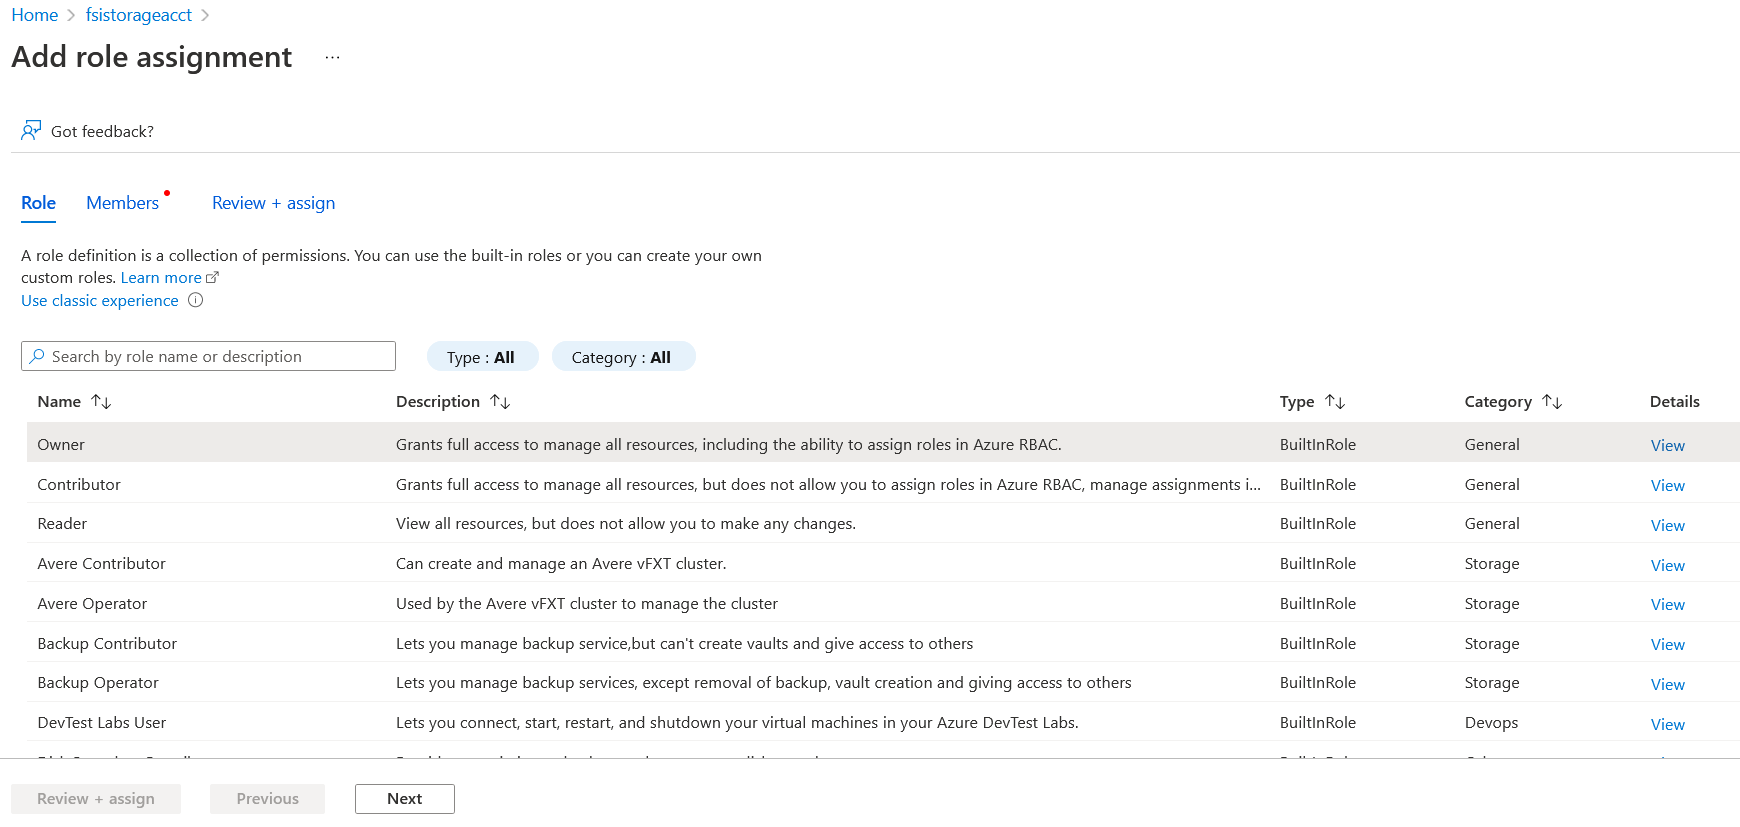 Home > fsistorageacct >
Add role assignment ...
Got feedback?
Role Members Review + assign
A role definition is a collection of permissions. You can use the built-in roles or you can create your own
custom roles. Learn more
Use classic experience
Search by role name or description Type : All Category : All
Name Description Type Category Details
Owner Grants full access to manage all resources, including the ability to assign roles in Azure RBAC. BuiltInRole General View
Contributor Grants full access to manage all resources, but does not allow you to assign roles in Azure RBAC, manage assignments i... BuiltInRole General View
Reader View all resources, but does not allow you to make any changes. BuiltInRole General View
Avere Contributor Can create and manage an Avere vFXT cluster. BuiltInRole Storage View
Avere Operator Used by the Avere vFXT cluster to manage the cluster BuiltInRole Storage View
Backup Contributor Lets you manage backup service,but can't create vaults and give access to others BuiltInRole Storage View
Backup Operator Lets you manage backup services, except removal of backup, vault creation and giving access to others BuiltInRole Storage View
DevTest Labs User Lets you connect, start, restart, and shutdown your virtual machines in your Azure DevTest Labs. BuiltInRole Devops View
Review + assign Previous Next